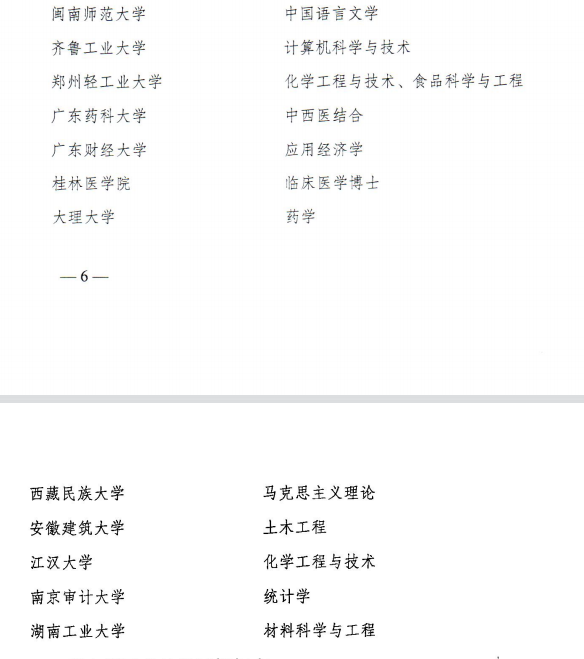 闽南师范大学 中国语言文学
齐鲁工业大学 计算机科学与技术
郑州轻工业大学 化学工程与技术、食品科学与工程
广东药科大学 中西医结合
广东财经大学 应用经济学
桂林医学院 临床医学博士
大理大学 药学
— 6 —
西藏民族大学 马克思主义理论
安徽建筑大学 土木工程
江汉大学 化学工程与技术
南京审计大学 统计学
湖南工业大学 材料科学与工程